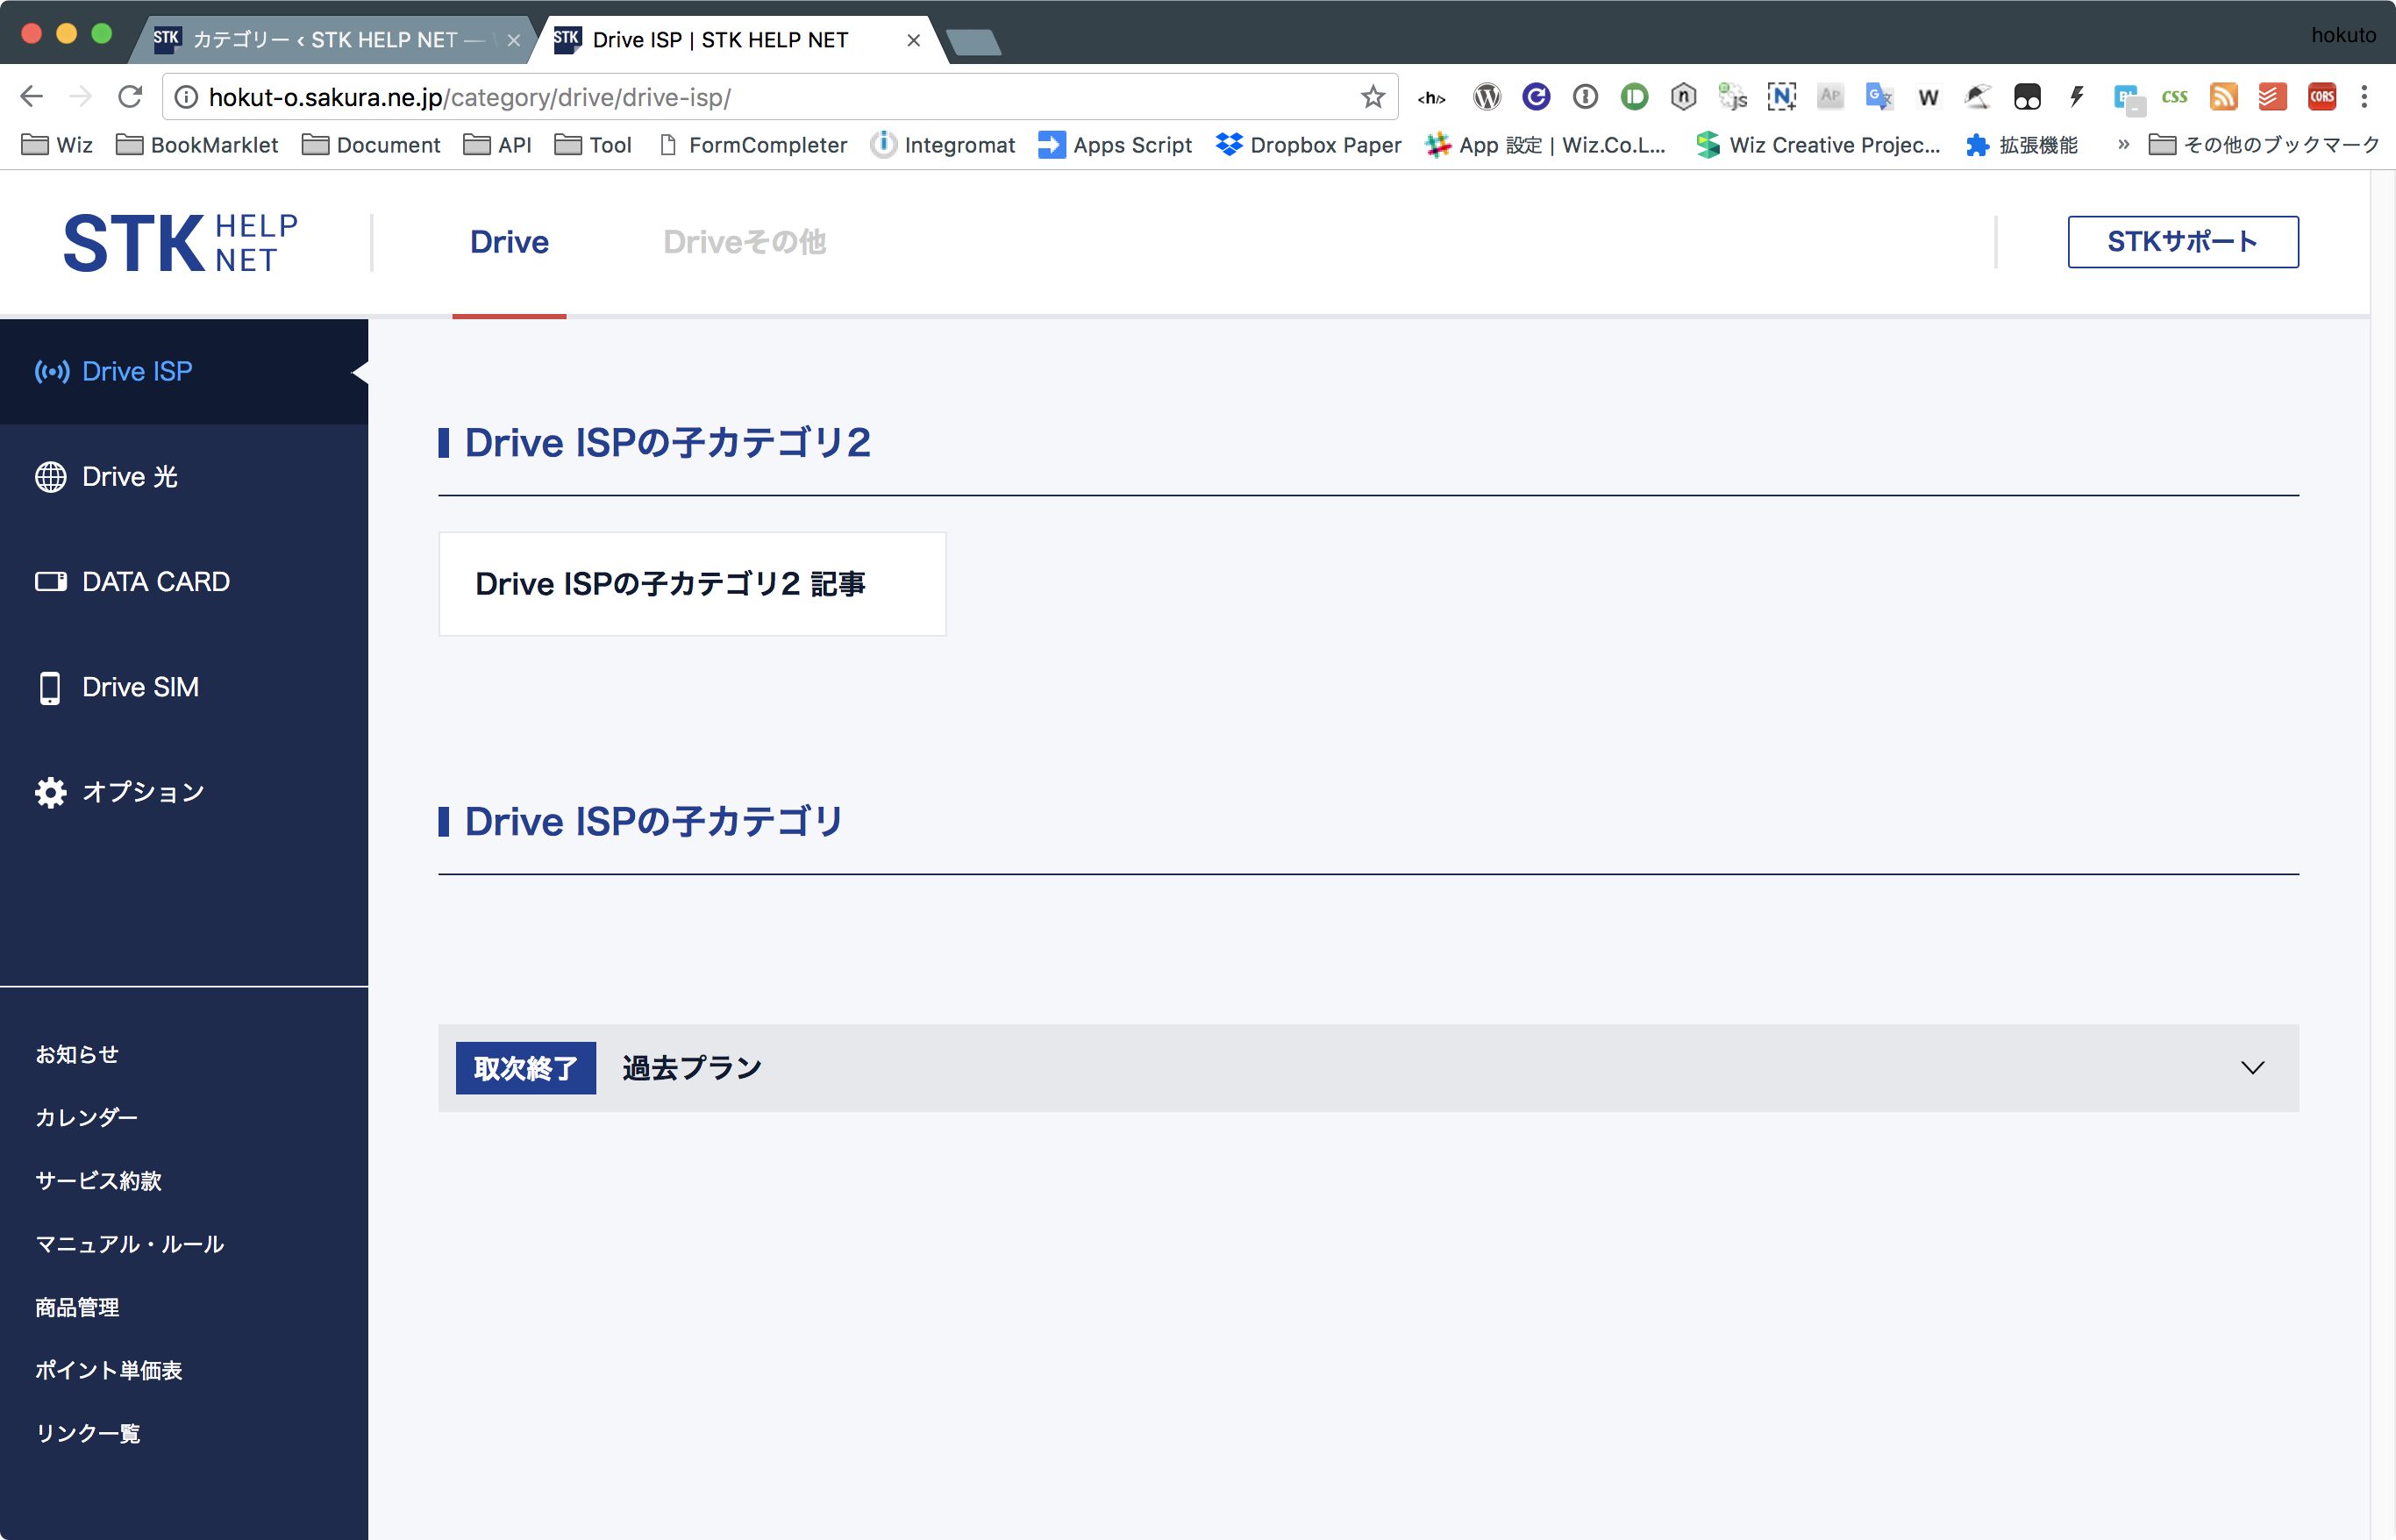 STK カテゴリー ‹ STK HELP NET —
STK Drive ISP | STK HELP NET
hokuto
hokut-o.sakura.ne.jp/category/drive/drive-isp/
Wiz BookMarklet Document API Tool FormCompleter Integromat Apps Script Dropbox Paper App 設定 | Wiz.Co.L... Wiz Creative Projec... 拡張機能 » その他のブックマーク
STK HELP NET
Drive
Driveその他
STKサポート
Drive ISP
Drive 光
DATA CARD
Drive SIM
オプション
お知らせ
カレンダー
サービス約款
マニュアル・ルール
商品管理
ポイント単価表
リンク一覧
Drive ISPの子カテゴリ2
Drive ISPの子カテゴリ2 記事
Drive ISPの子カテゴリ
取次終了 過去プラン